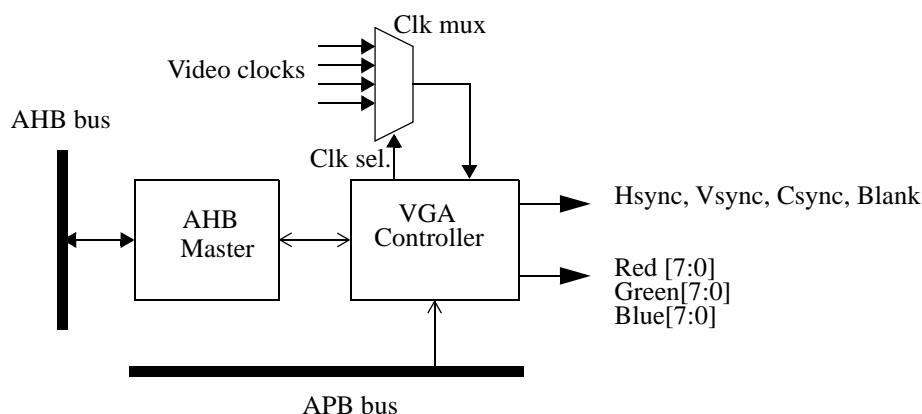 Clk mux
Video clocks
AHB bus
Clk sel.
AHB
Master
VGA
Controller
Hsync, Vsync, Csync, Blank
Red [7:0]
Green[7:0]
Blue[7:0]
APB bus